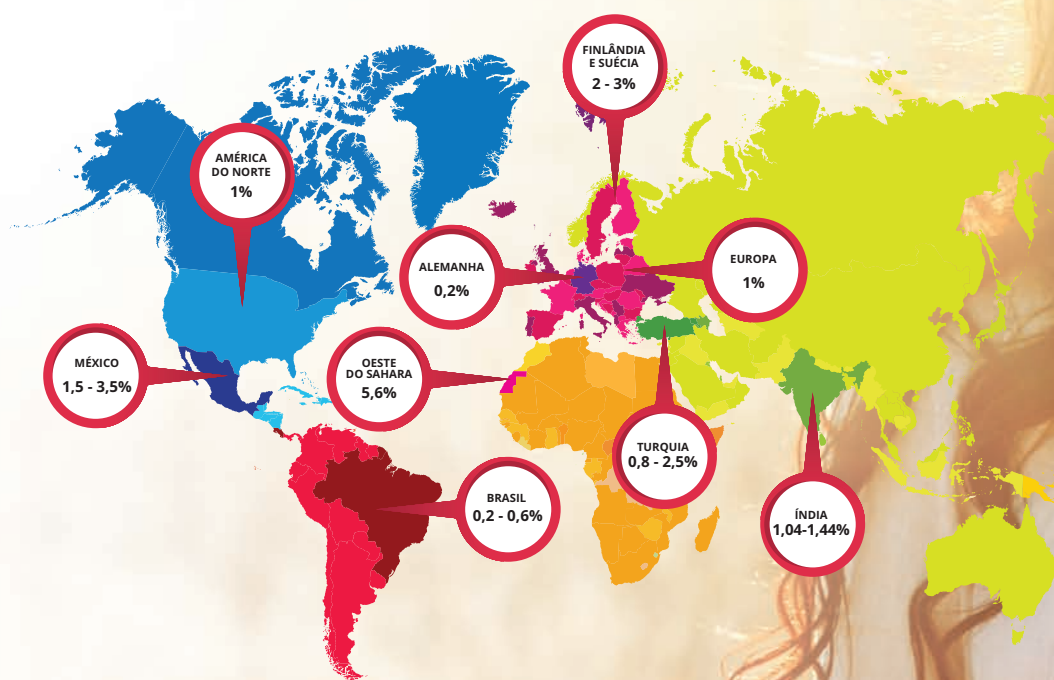 FINLÂNDIA
E SUÉCIA
2 - 3%
AMÉRICA
DO NORTE
1%
ALEMANHA
0,2%
EUROPA
1%
MÉXICO
1,5 - 3,5%
OESTE
DO SAHARA
5,6%
TURQUIA
0,8 - 2,5%
BRASIL
0,2 - 0,6%
ÍNDIA
1,04-1,44%